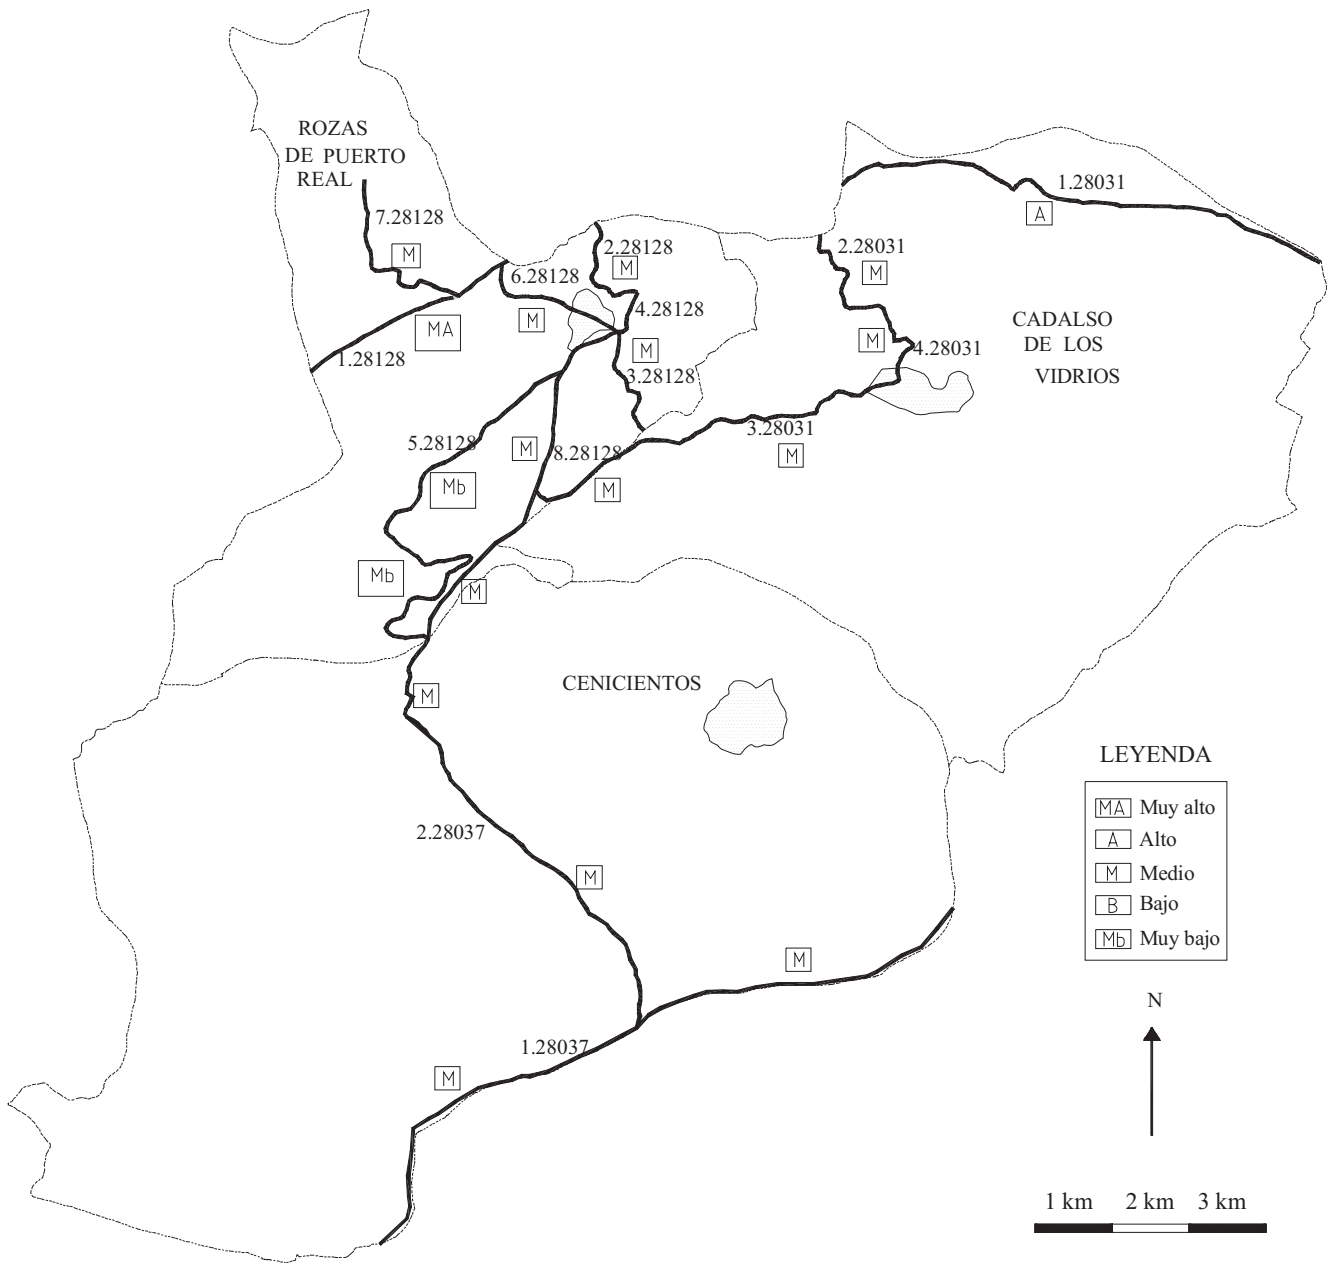 ROZAS
DE PUERTO
REAL
7.28128
M
1.28031
A
2.28128
M
2.28031
M
6.28128
M
4.28128
MA
1.28128
M
3.28128
CADALSO
DE LOS
VIDRIOS
M
4.28031
3.28031
M
5.28128
M
8.28128
M
Mb
Mb
M
CENICIENTOS
M
2.28037
M
M
1.28037
M
LEYENDA
MA Muy alto
A Alto
M Medio
B Bajo
Mb Muy bajo
N
1 km 2 km 3 km